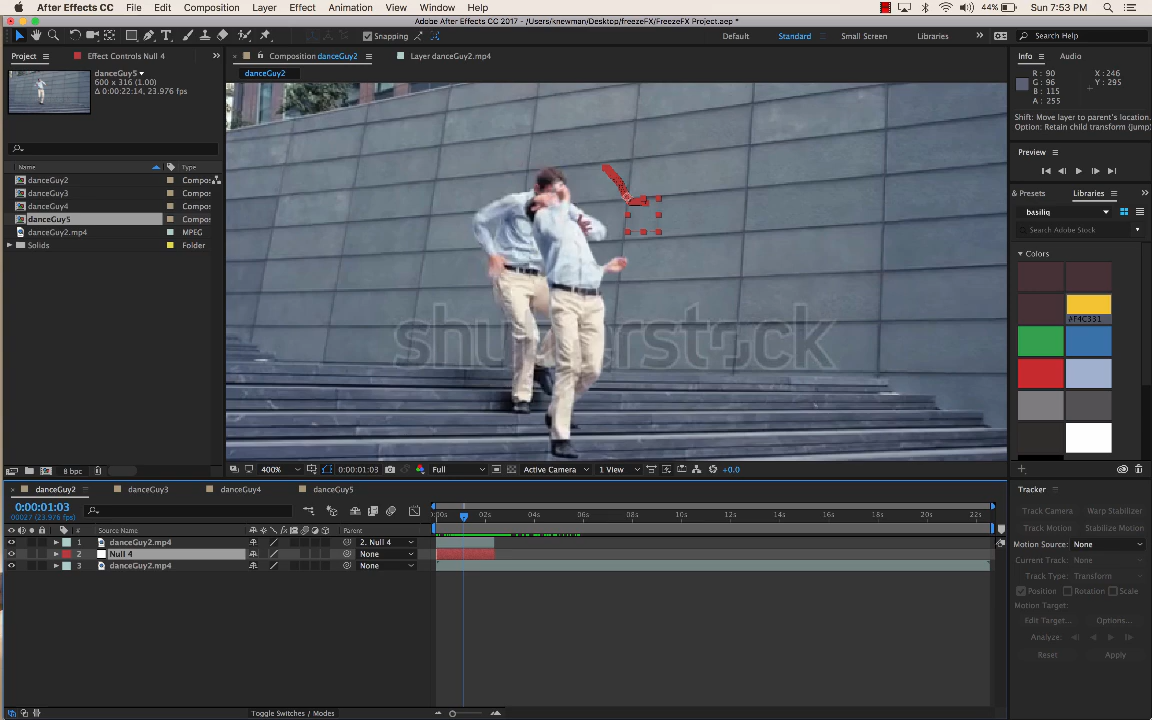 After Effects CC File Edit Composition Layer Effect Animation View Window Help 44% Sun 7:53 PM
Adobe After Effects CC 2017 - /Users/knewman/Desktop/freezeFX/FreezeFX Project.aep *
Snapping Default Standard Small Screen Libraries Search Help
Project Effect Controls Null 4 Composition danceGuy2 Layer danceGuy2.mp4 Info Audio
danceGuy2
danceGuy5
600 x 316 (1.00)
Δ 0:00:22:14, 23.976 fps
R: 90
G: 96
B: 115
A: 255
X: 246
Y: 295
Shift: Move layer to parent's location.
Option: Retain child transform (jump)
Preview
Name Type
danceGuy2 Compos
danceGuy3 Compos
danceGuy4 Compos
danceGuy5 Compos
danceGuy2.mp4 MPEG
Solids Folder
Presets Libraries
basiliq
Search Adobe Stock
Colors
#F4C331
shutterstock
8 bpc 400% 0:00:01:03 Full Active Camera 1 View +0.0
danceGuy2 danceGuy3 danceGuy4 danceGuy5
0:00:01:03
00027 (23.976 fps)
:00s 02s 04s 06s 08s 10s 12s 14s 16s 18s 20s 22s
# Source Name Parent
1 danceGuy2.mp4 2. Null 4
2 Null 4 None
3 danceGuy2.mp4 None
Toggle Switches / Modes
Tracker
Track Camera Warp Stabilizer
Track Motion Stabilize Motion
Motion Source: None
Current Track: None
Track Type: Transform
Position Rotation Scale
Motion Target:
Edit Target... Options...
Analyze:
Reset Apply